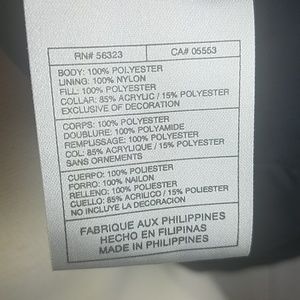 RN# 56323 CA# 05553
BODY: 100% POLYESTER
LINING: 100% NYLON
FILL: 100% POLYESTER
COLLAR: 85% ACRYLIC / 15% POLYESTER
EXCLUSIVE OF DECORATION
CORPS: 100% POLYESTER
DOUBLURE: 100% POLYAMIDE
REMPLISSAGE: 100% POLYESTER
COL: 85% ACRYLIQUE / 15% POLYESTER
SANS ORNEMENTS
CUERPO: 100% POLIESTER
FORRO: 100% NAILON
RELLENO: 100% POLIESTER
CUELLO: 85% ACRILICO / 15% POLIESTER
NO INCLUYE LA DECORACION
FABRIQUE AUX PHILIPPINES
HECHO EN FILIPINAS
MADE IN PHILIPPINES